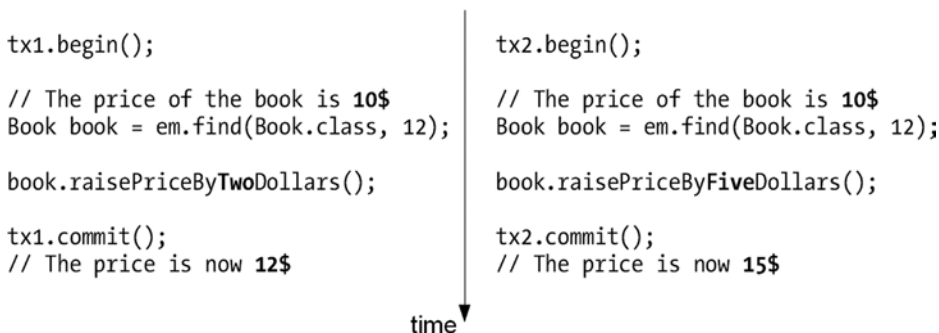 tx1.begin();
// The price of the book is 10$
Book book = em.find(Book.class, 12);
book.raisePriceByTwoDollars();
tx1.commit();
// The price is now 12$
tx2.begin();
// The price of the book is 10$
Book book = em.find(Book.class, 12);
book.raisePriceByFiveDollars();
tx2.commit();
// The price is now 15$
time